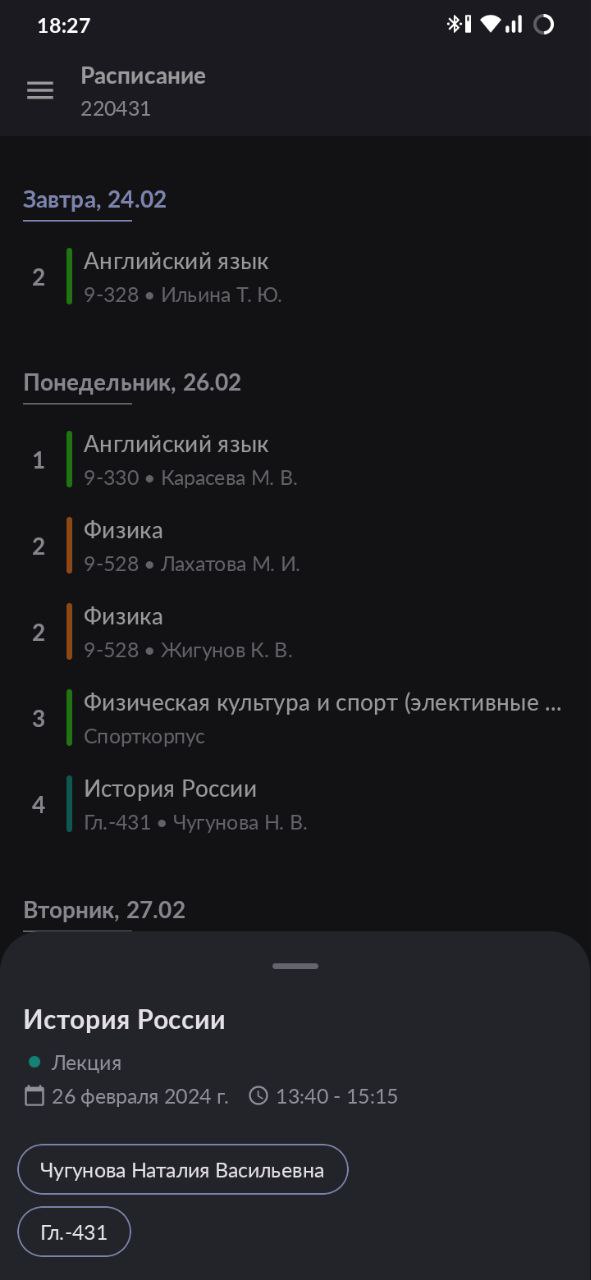 18:27
Расписание
220431
Завтра, 24.02
2
Английский язык
9-328 • Ильина Т. Ю.
Понедельник, 26.02
1
Английский язык
9-330 • Карасева М. В.
2
Физика
9-528 • Лахатова М. И.
2
Физика
9-528 • Жигунов К. В.
3
Физическая культура и спорт (элективные ...
Спорткорпус
4
История России
Гл.-431 • Чугунова Н. В.
Вторник, 27.02
История России
Лекция
26 февраля 2024 г. 13:40 - 15:15
Чугунова Наталия Васильевна
Гл.-431